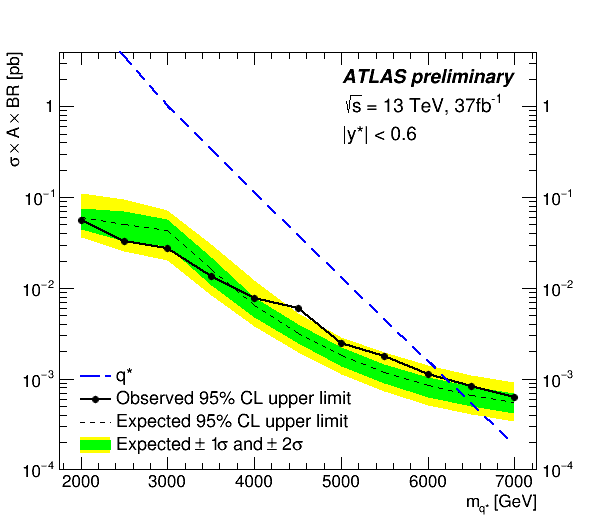 σ × A × BR [pb]
ATLAS preliminary
√s = 13 TeV, 37fb⁻¹
|y*| < 0.6
1 1
10⁻¹ 10⁻¹
10⁻² 10⁻²
10⁻³ 10⁻³
10⁻⁴ 10⁻⁴
q*
Observed 95% CL upper limit
Expected 95% CL upper limit
Expected ± 1σ and ± 2σ
2000 3000 4000 5000 6000 7000
m_q* [GeV]